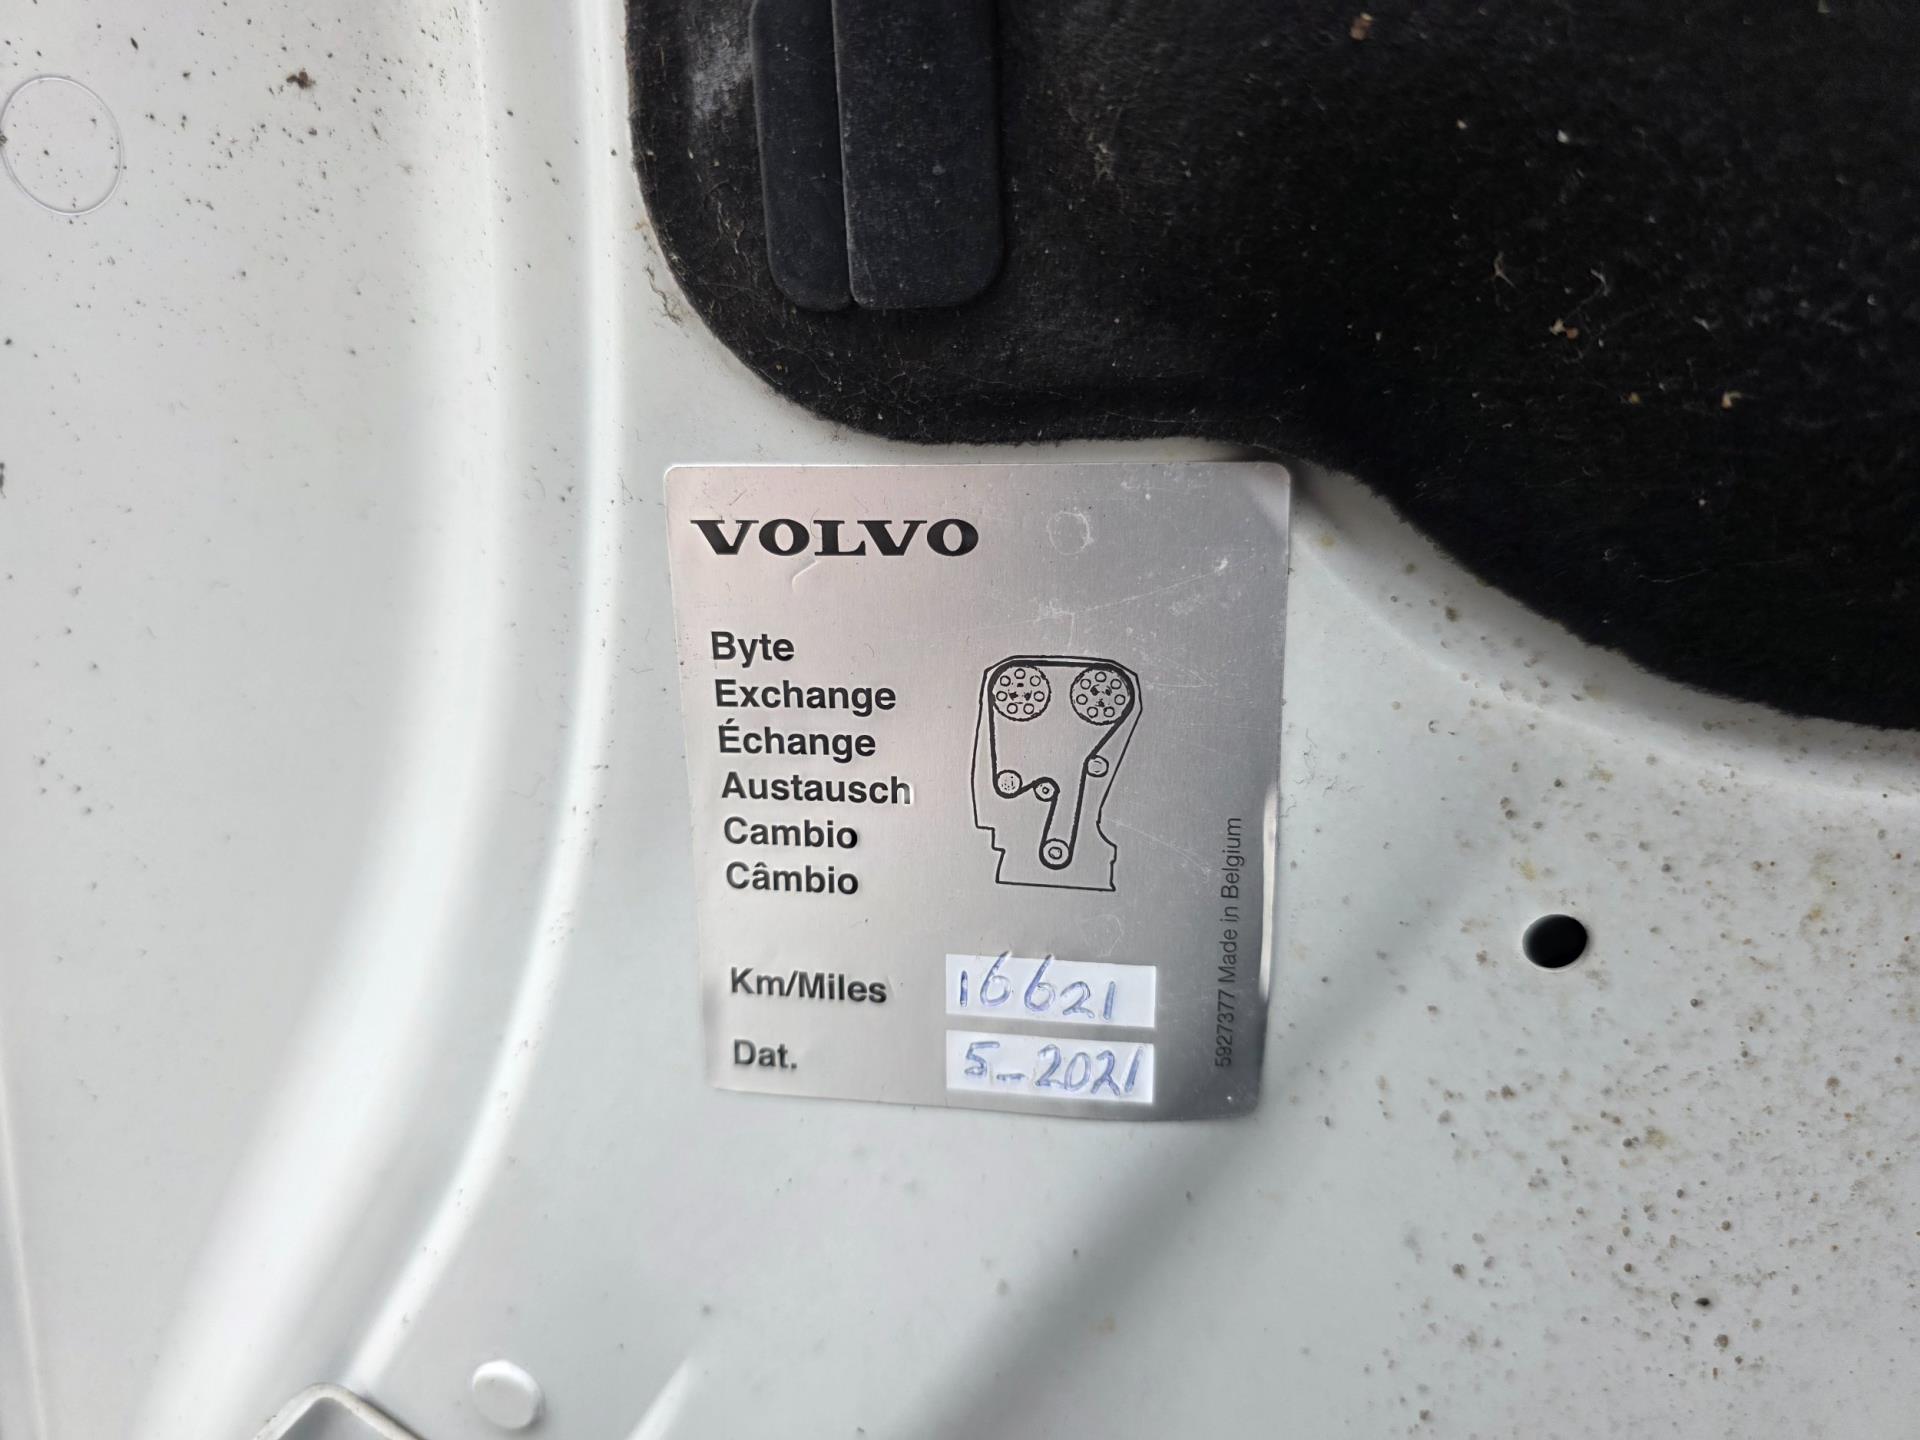 VOLVO
Byte
Exchange
Échange
Austausch
Cambio
Câmbio
Km/Miles 16621
Dat. 5-2021
5927377 Made in Belgium